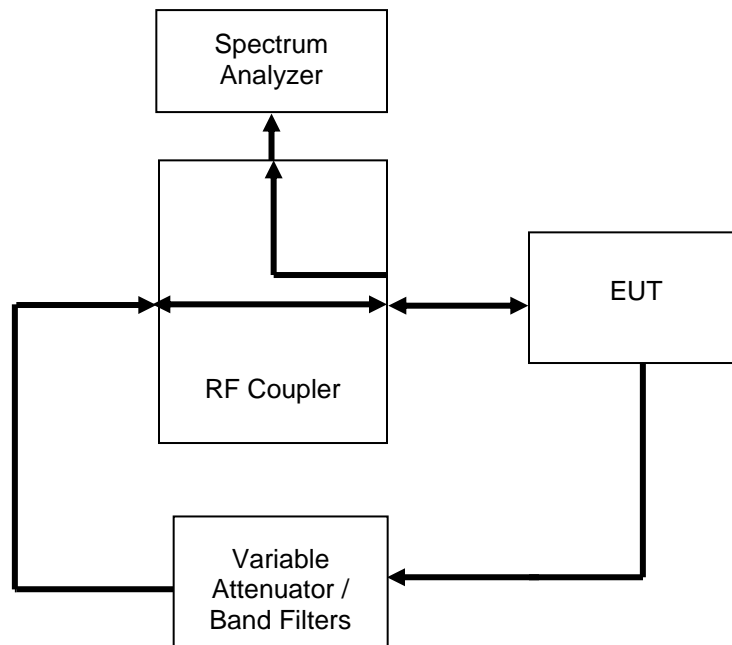 Spectrum
Analyzer
EUT
RF Coupler
Variable
Attenuator /
Band Filters